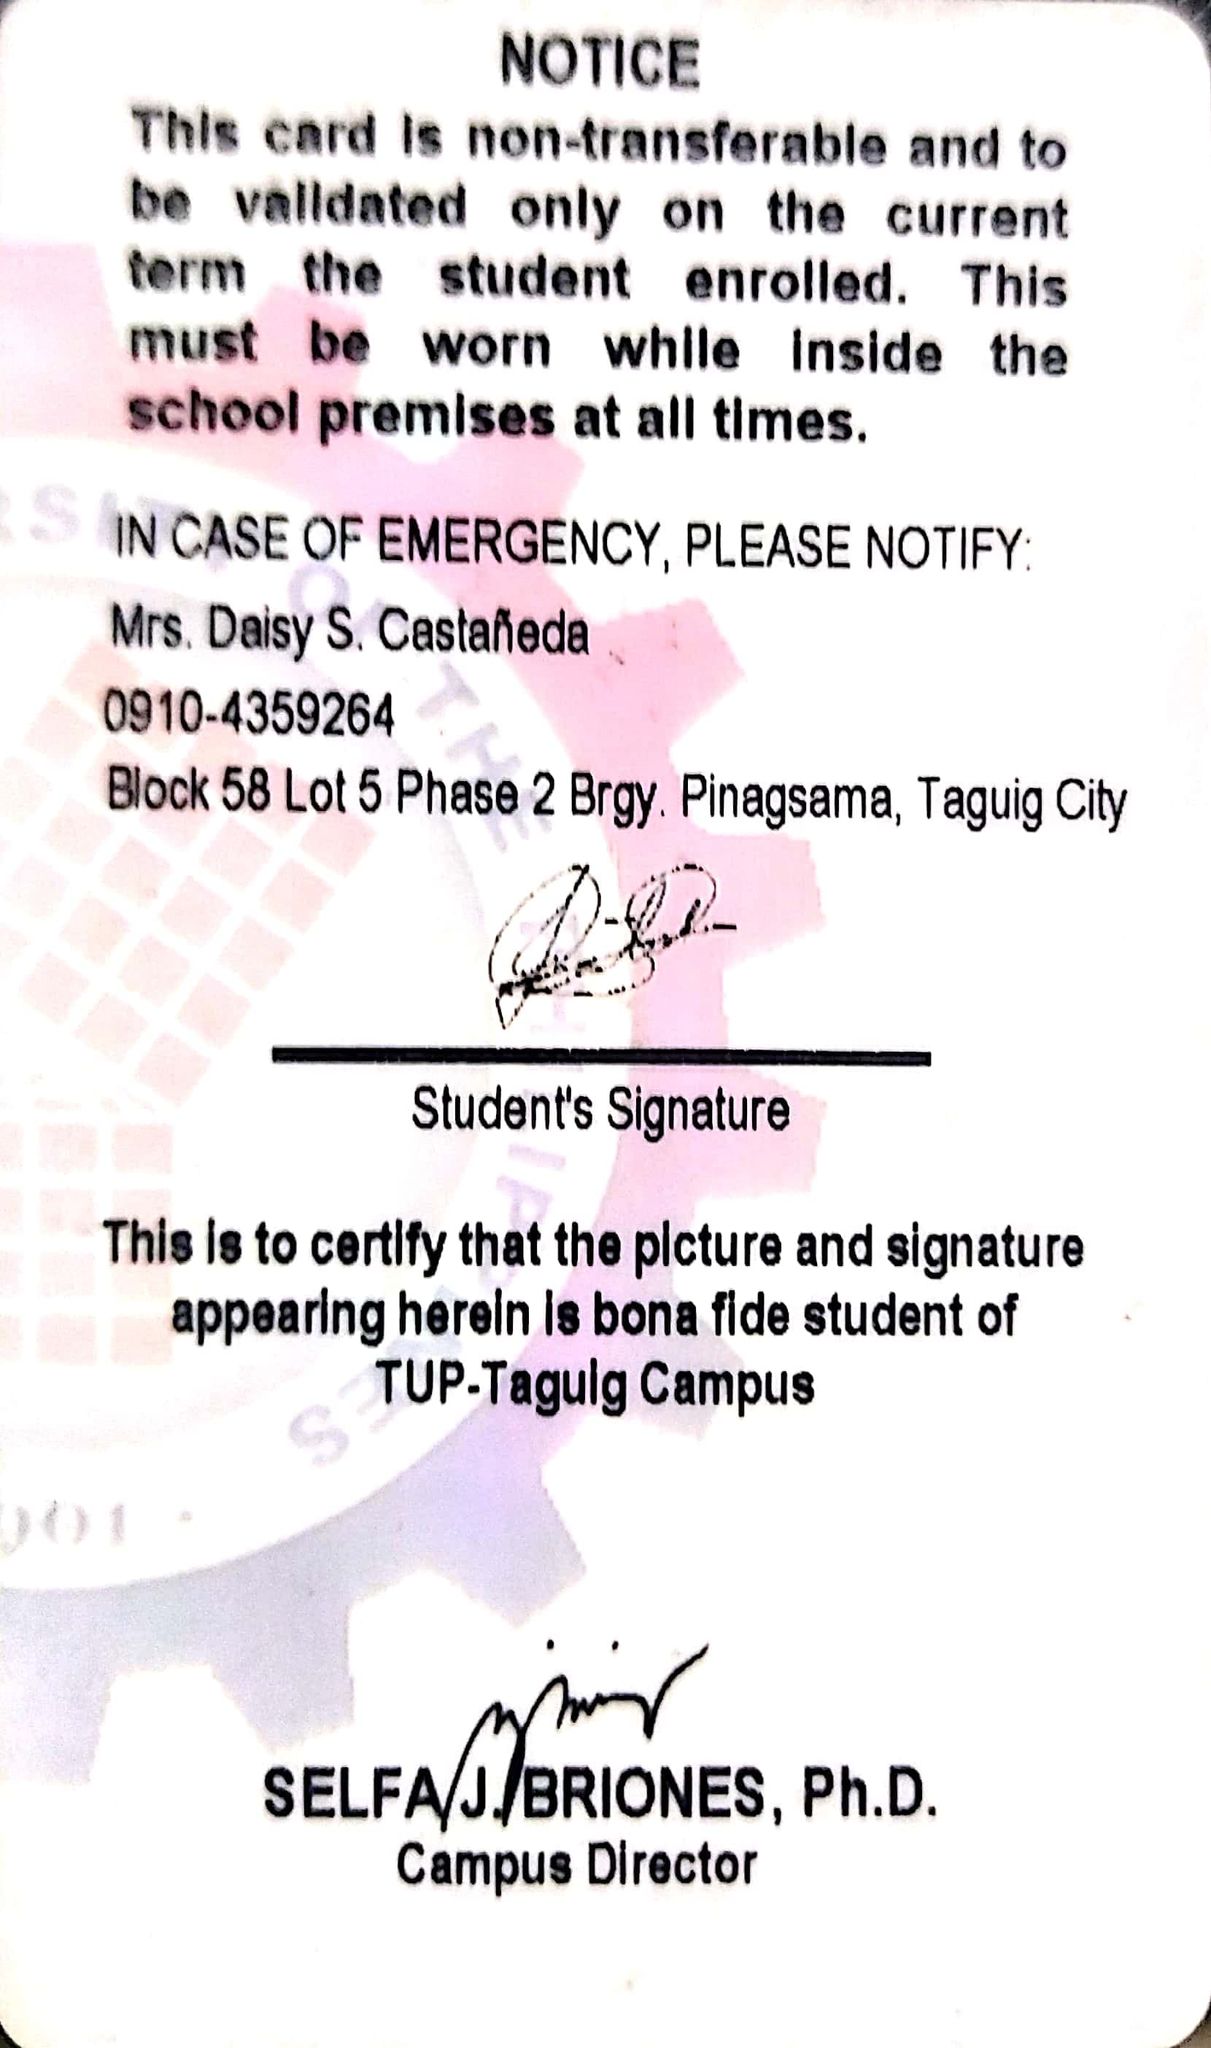 NOTICE
This card is non-transferable and to
be validated only on the current
term the student enrolled. This
must be worn while inside the
school premises at all times.
IN CASE OF EMERGENCY, PLEASE NOTIFY:
Mrs. Daisy S. Castañeda
0910-4359264
Block 58 Lot 5 Phase 2 Brgy. Pinagsama, Taguig City
Student's Signature
This is to certify that the picture and signature
appearing herein is bona fide student of
TUP-Taguig Campus
SELFA J. BRIONES, Ph.D.
Campus Director
OF THE